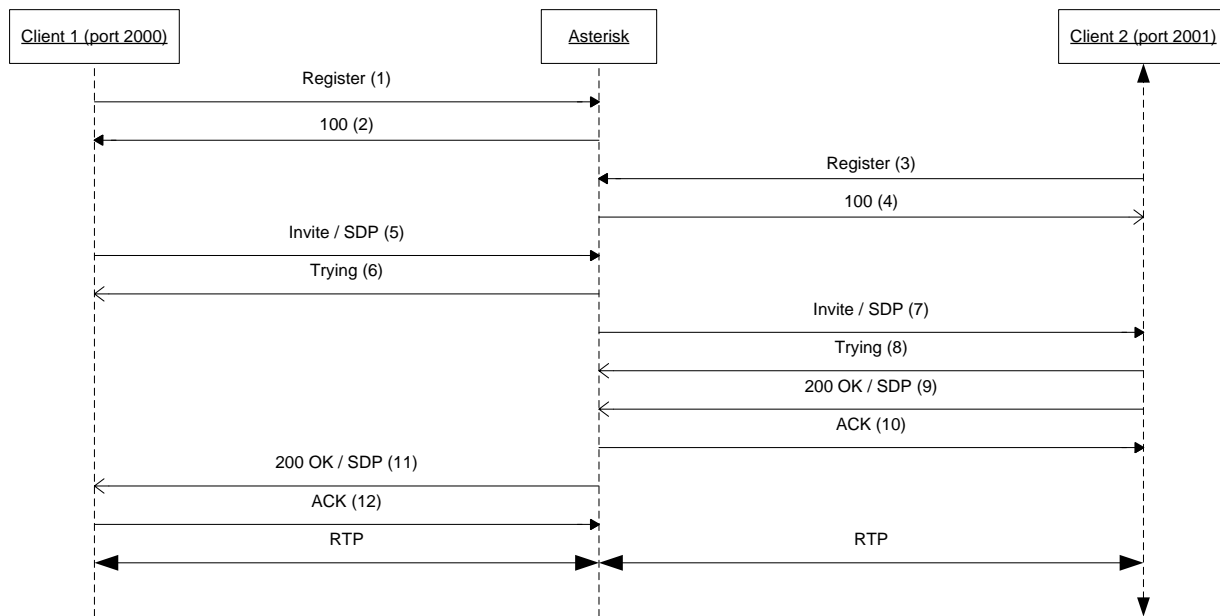 Client 1 (port 2000)
Asterisk
Client 2 (port 2001)
Register (1)
100 (2)
Register (3)
100 (4)
Invite / SDP (5)
Trying (6)
Invite / SDP (7)
Trying (8)
200 OK / SDP (9)
ACK (10)
200 OK / SDP (11)
ACK (12)
RTP
RTP